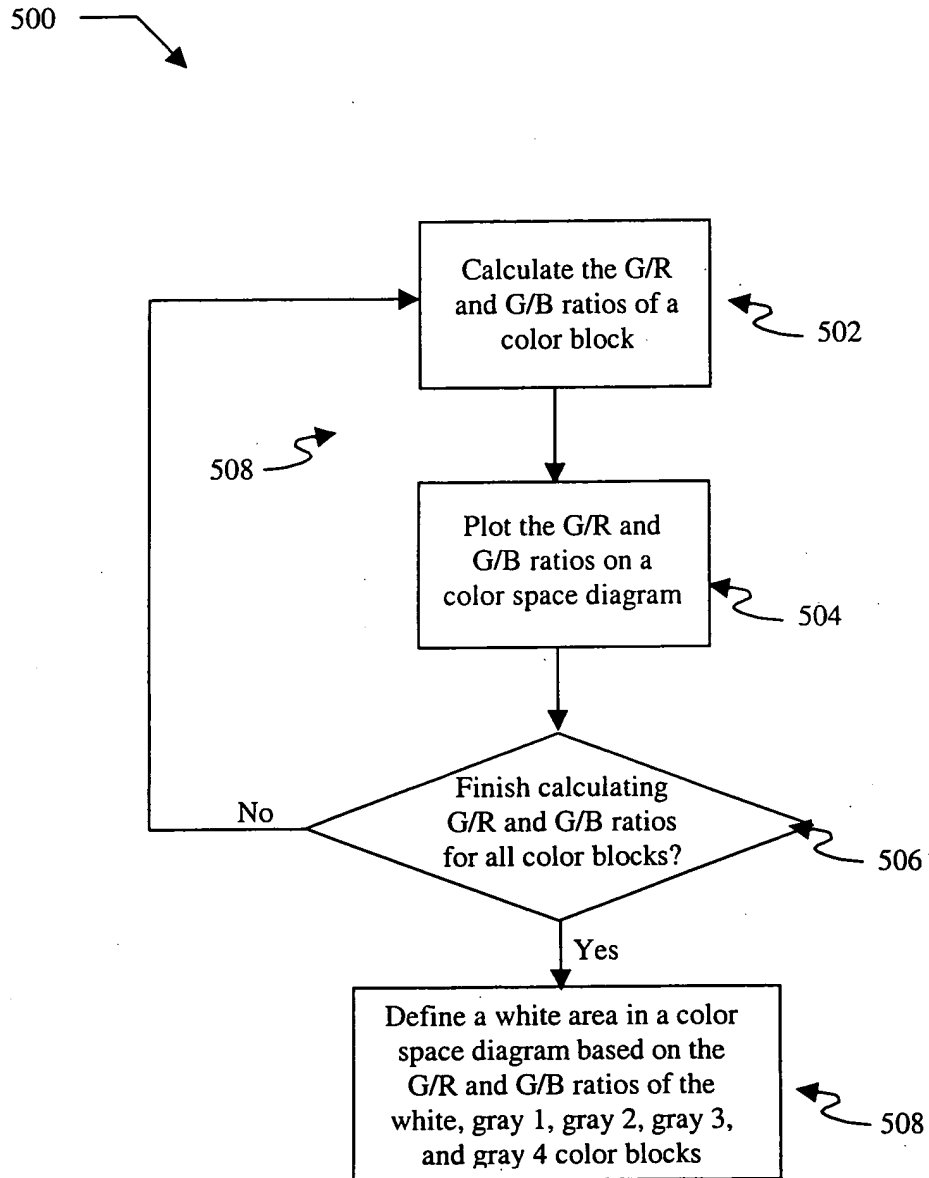 500
Calculate the G/R
and G/B ratios of a
color block
502
508
Plot the G/R and
G/B ratios on a
color space diagram
504
Finish calculating
G/R and G/B ratios
for all color blocks?
No
506
Yes
Define a white area in a color
space diagram based on the
G/R and G/B ratios of the
white, gray 1, gray 2, gray 3,
and gray 4 color blocks
508